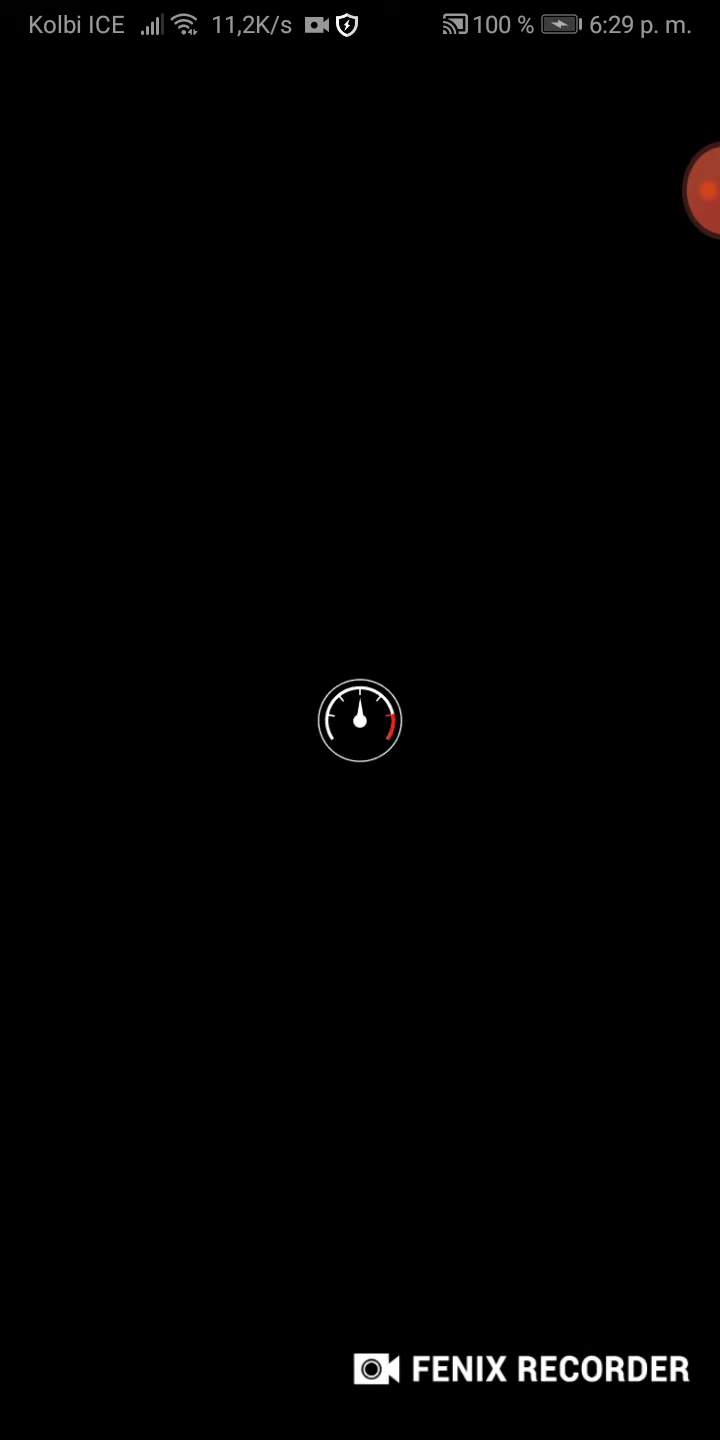 Kolbi ICE 11,2K/s 100 % 6:29 p. m.
FENIX RECORDER